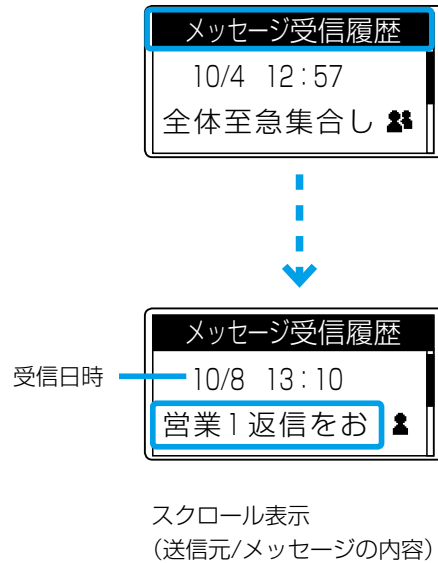 メッセージ受信履歴
10/4 12:57
全体至急集合し
メッセージ受信履歴
受信日時
10/8 13:10
営業1返信をお
スクロール表示
（送信元/メッセージの内容）